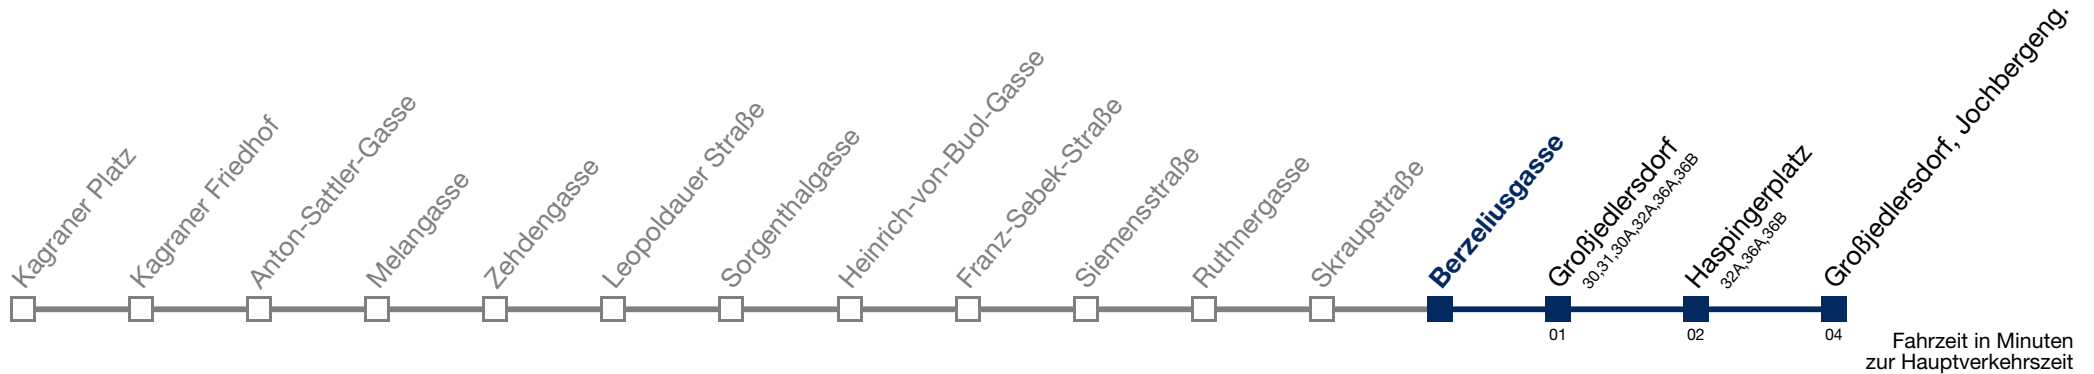 Kagraner Platz
Kagraner Friedhof
Anton-Sattler-Gasse
Melangasse
Zehdengasse
Leopoldauer Straße
Sorgenthalgasse
Heinrich-von-Buol-Gasse
Franz-Sebek-Straße
Siemensstraße
Ruthnergasse
Skraupstraße
Berzeliusgasse
Großjedlersdorf
30,31,30A,32A,36A,36B
Haspingerplatz
32A,36A,36B
Großjedlersdorf, Jochbergeng.
01
02
04
Fahrzeit in Minuten
zur Hauptverkehrszeit